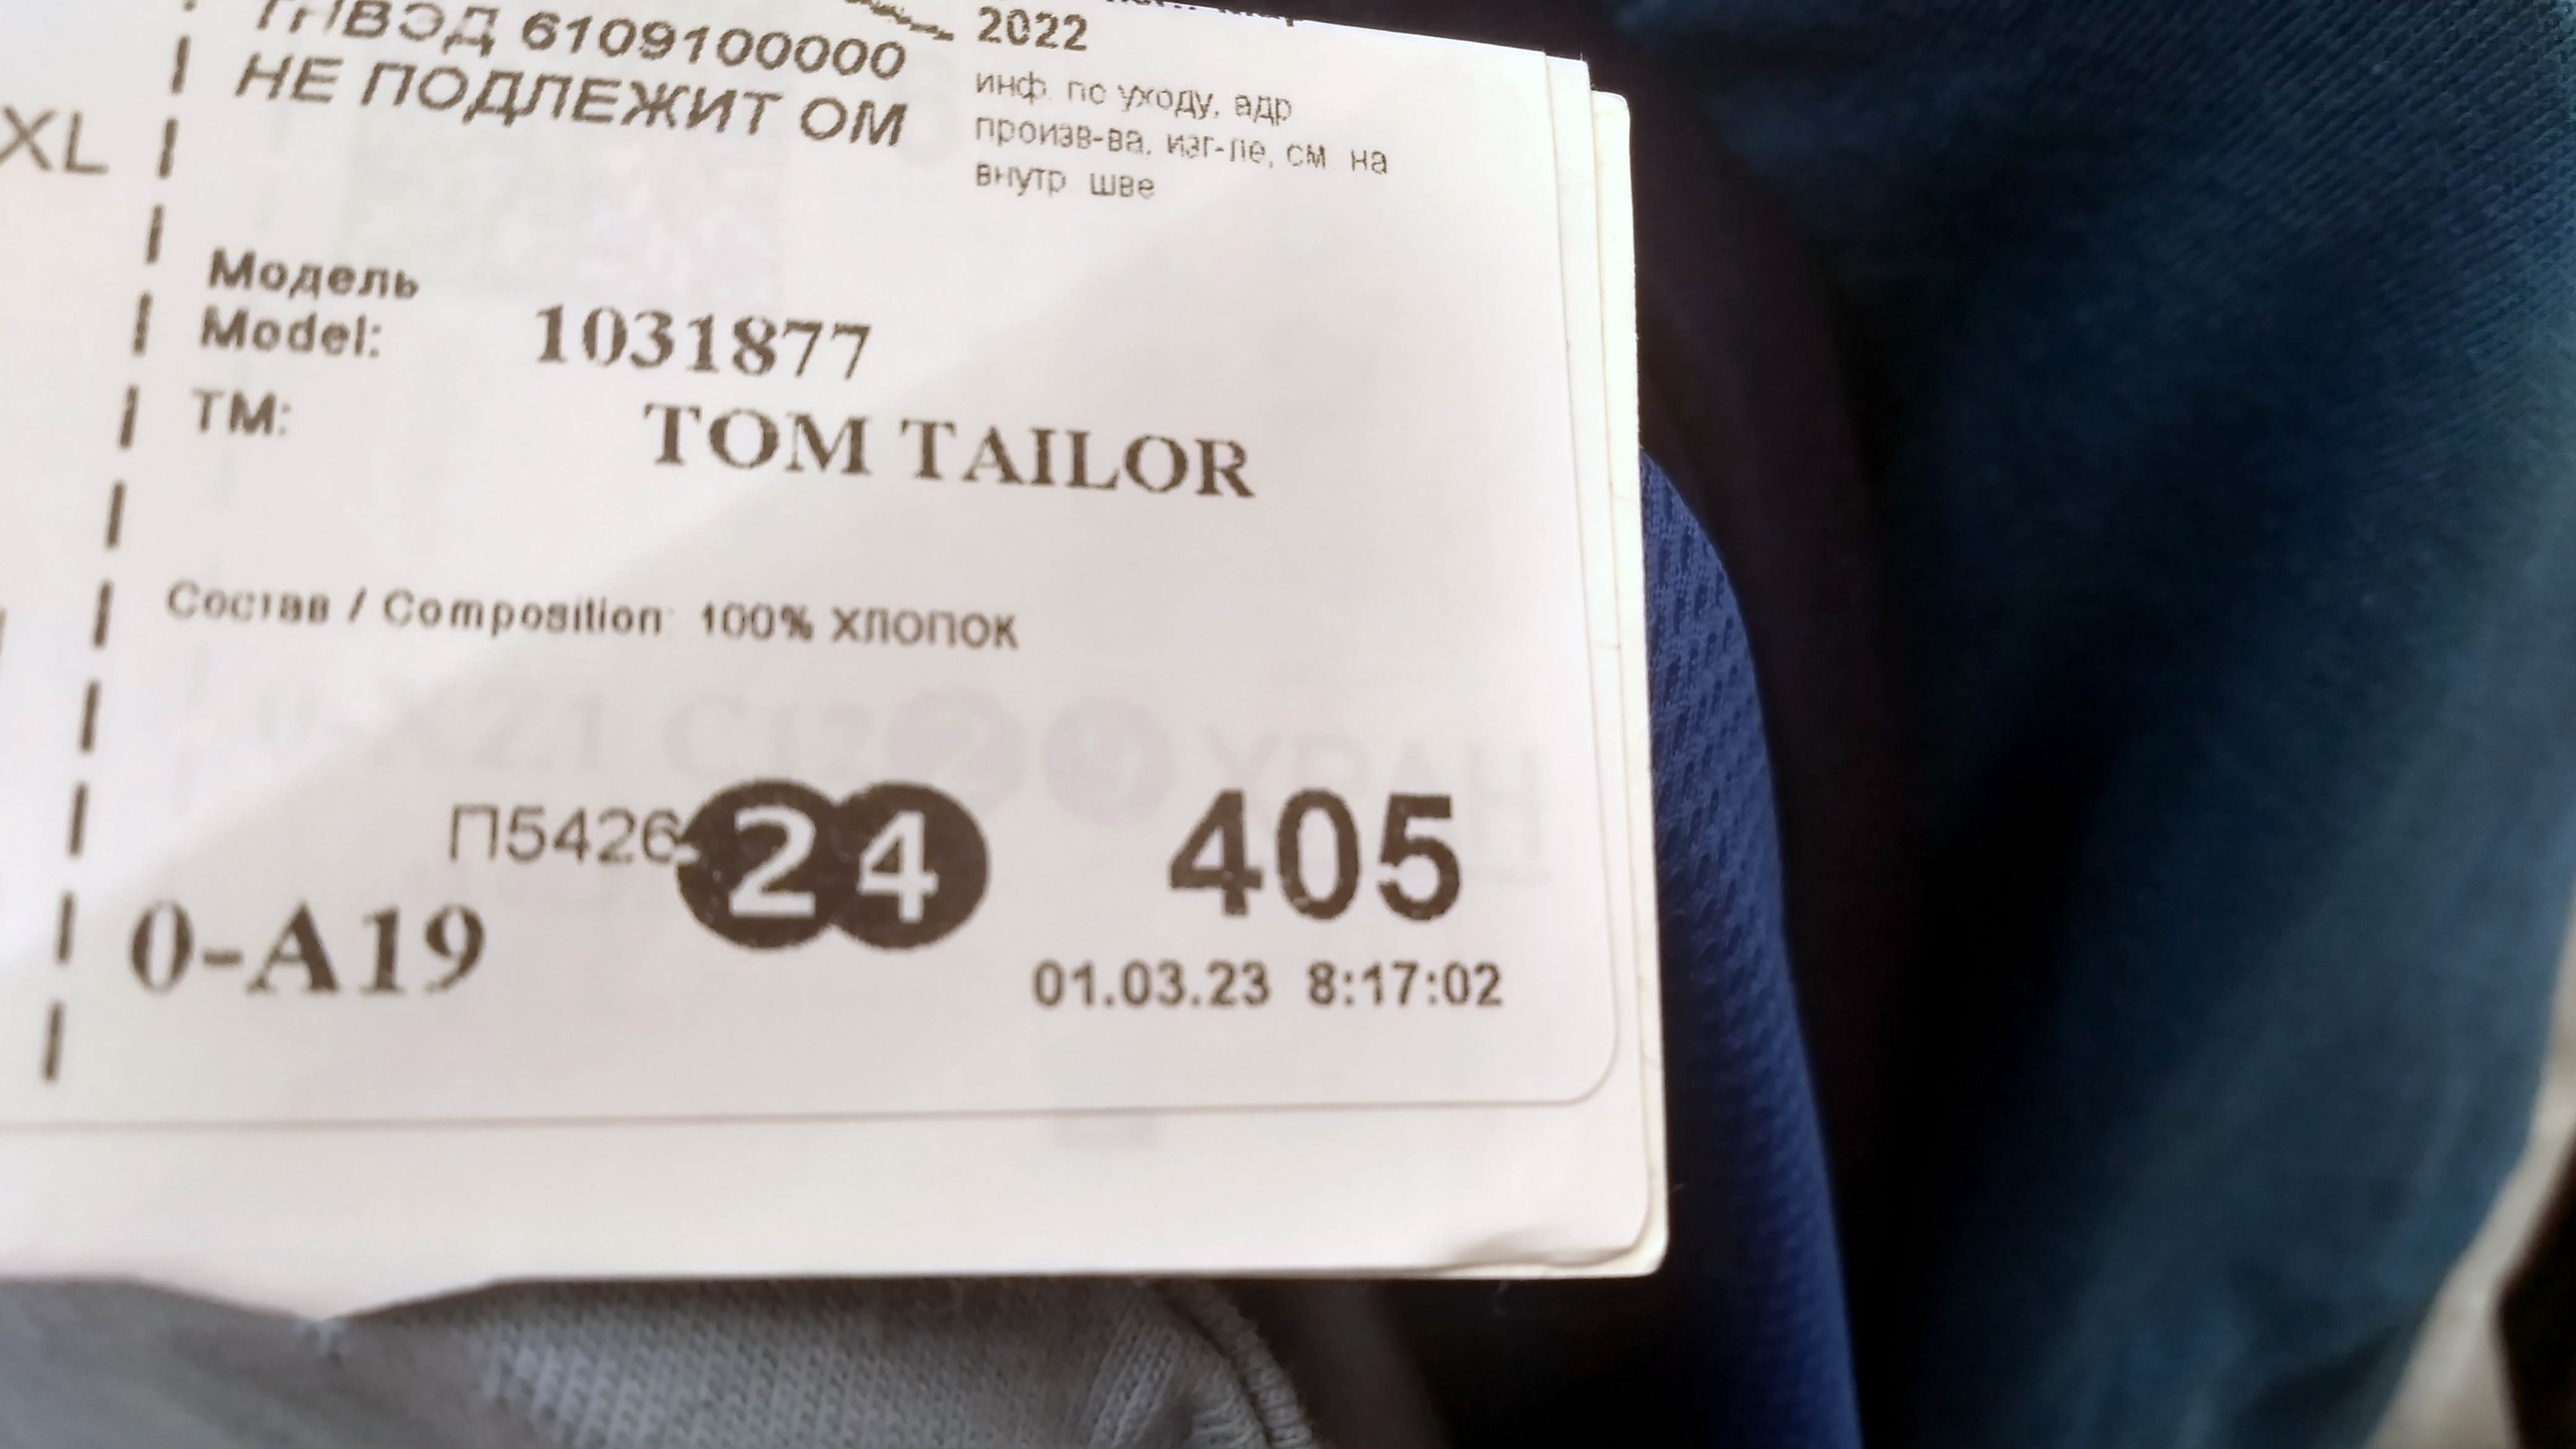 ТНВЭД 6109100000
НЕ ПОДЛЕЖИТ ОМ
2022
инф. по уходу, адр
произв-ва, изг-ле, см на
внутр шве
XL
Модель
Model: 1031877
TM: TOM TAILOR
Состав / Composition: 100% ХЛОПОК
П5426 24 405
0-A19
01.03.23 8:17:02